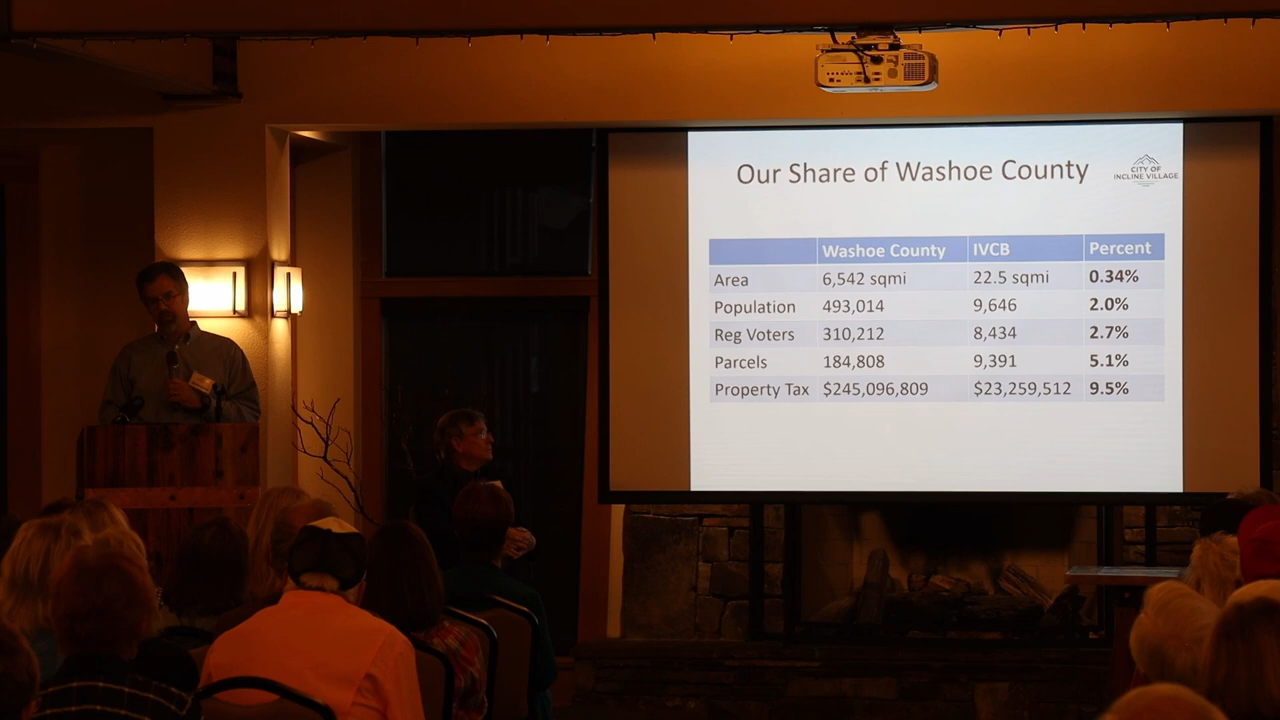 Our Share of Washoe County
CITY OF
INCLINE VILLAGE
Washoe County IVCB Percent
Area 6,542 sqmi 22.5 sqmi 0.34%
Population 493,014 9,646 2.0%
Reg Voters 310,212 8,434 2.7%
Parcels 184,808 9,391 5.1%
Property Tax $245,096,809 $23,259,512 9.5%